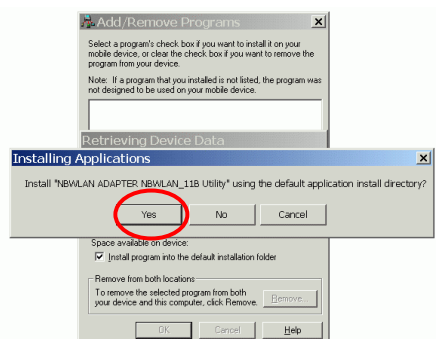 Add/Remove Programs
Select a program's check box if you want to install it on your
mobile device, or clear the check box if you want to remove the
program from your device.
Note: If a program that you installed is not listed, the program was
not designed to be used on your mobile device.
Retrieving Device Data
Installing Applications
Install "NBWLAN ADAPTER NBWLAN_11B Utility" using the default application install directory?
Yes No Cancel
Space available on device:
Install program into the default installation folder
Remove from both locations
To remove the selected program from both
your device and this computer, click Remove.
Remove...
OK Cancel Help